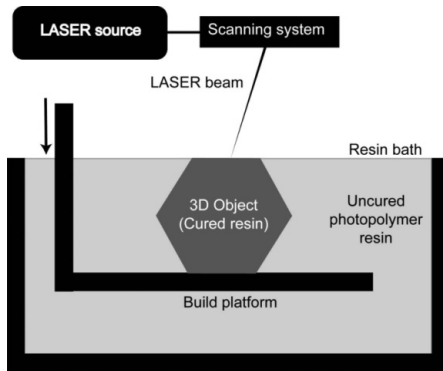 LASER source
Scanning system
LASER beam
Resin bath
3D Object
(Cured resin)
Uncured
photopolymer
resin
Build platform